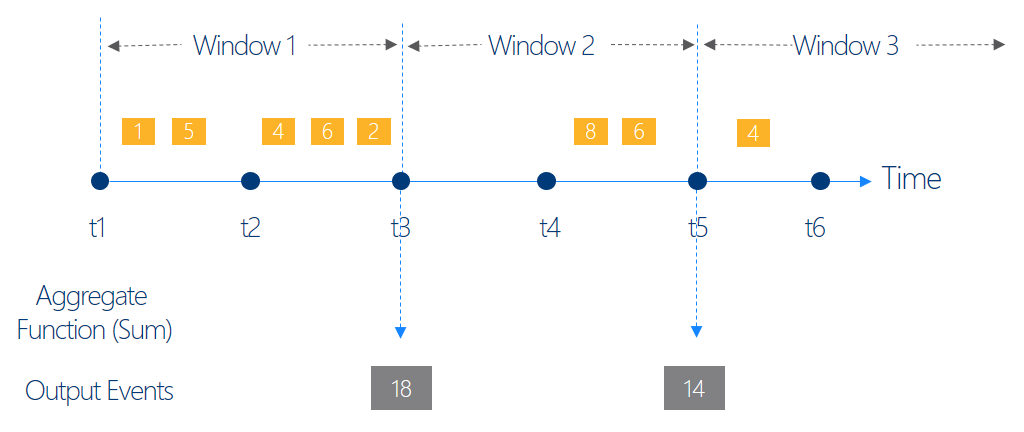 Window 1 Window 2 Window 3
1 5 4 6 2 8 6 4
Time
t1 t2 t3 t4 t5 t6
Aggregate
Function (Sum)
Output Events 18 14